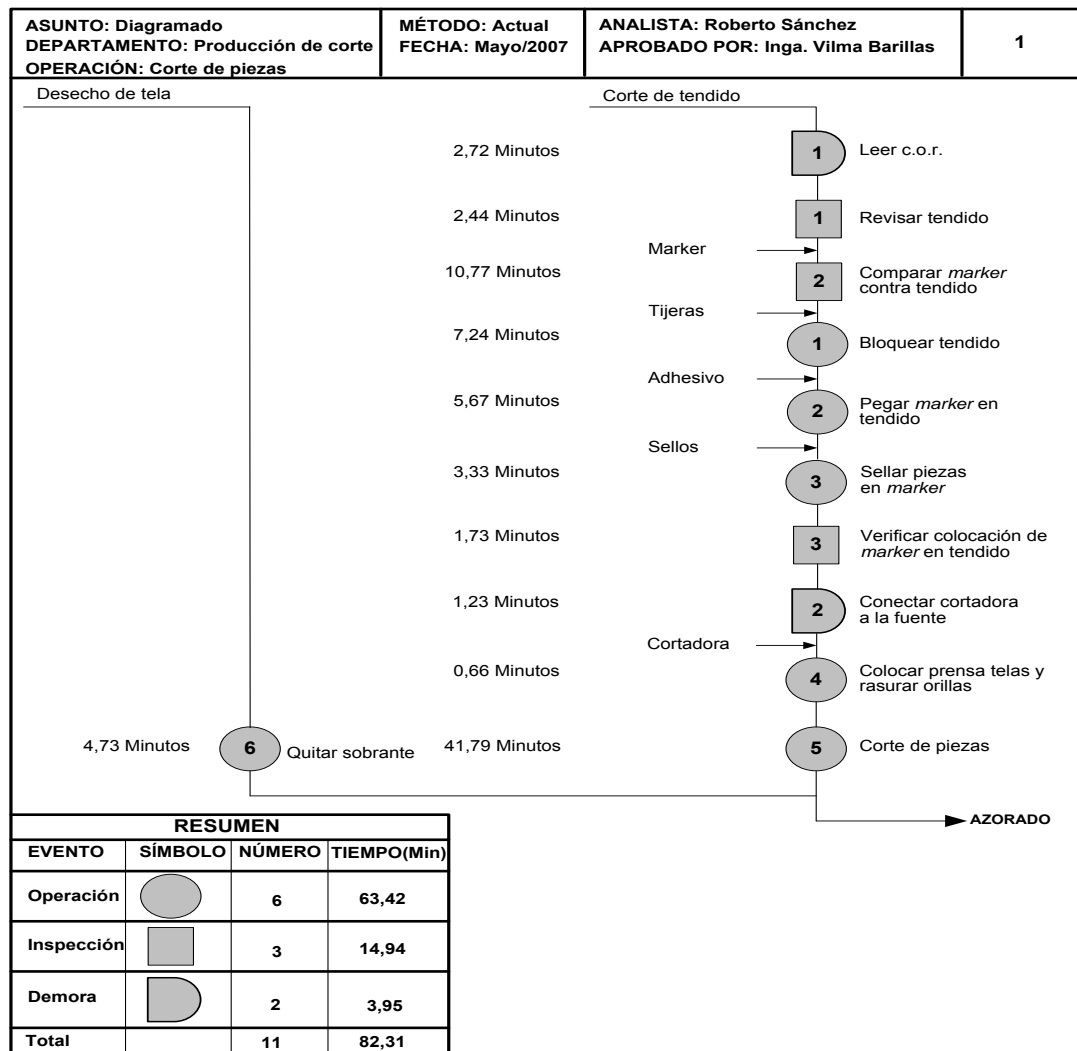 ASUNTO: Diagramado
DEPARTAMENTO: Producción de corte
OPERACIÓN: Corte de piezas
MÉTODO: Actual
FECHA: Mayo/2007
ANALISTA: Roberto Sánchez
APROBADO POR: Inga. Vilma Barillas
1
Desecho de tela
Corte de tendido
2,72 Minutos
1
Leer c.o.r.
2,44 Minutos
1
Revisar tendido
Marker
10,77 Minutos
2
Comparar marker
contra tendido
Tijeras
7,24 Minutos
1
Bloquear tendido
Adhesivo
5,67 Minutos
2
Pegar marker en
tendido
Sellos
3,33 Minutos
3
Sellar piezas
en marker
1,73 Minutos
3
Verificar colocación de
marker en tendido
1,23 Minutos
2
Conectar cortadora
a la fuente
Cortadora
0,66 Minutos
4
Colocar prensa telas y
rasurar orillas
4,73 Minutos
6
Quitar sobrante
41,79 Minutos
5
Corte de piezas
AZORADO
RESUMEN
EVENTO SÍMBOLO NÚMERO TIEMPO(Min)
Operación 6 63,42
Inspección 3 14,94
Demora 2 3,95
Total 11 82,31